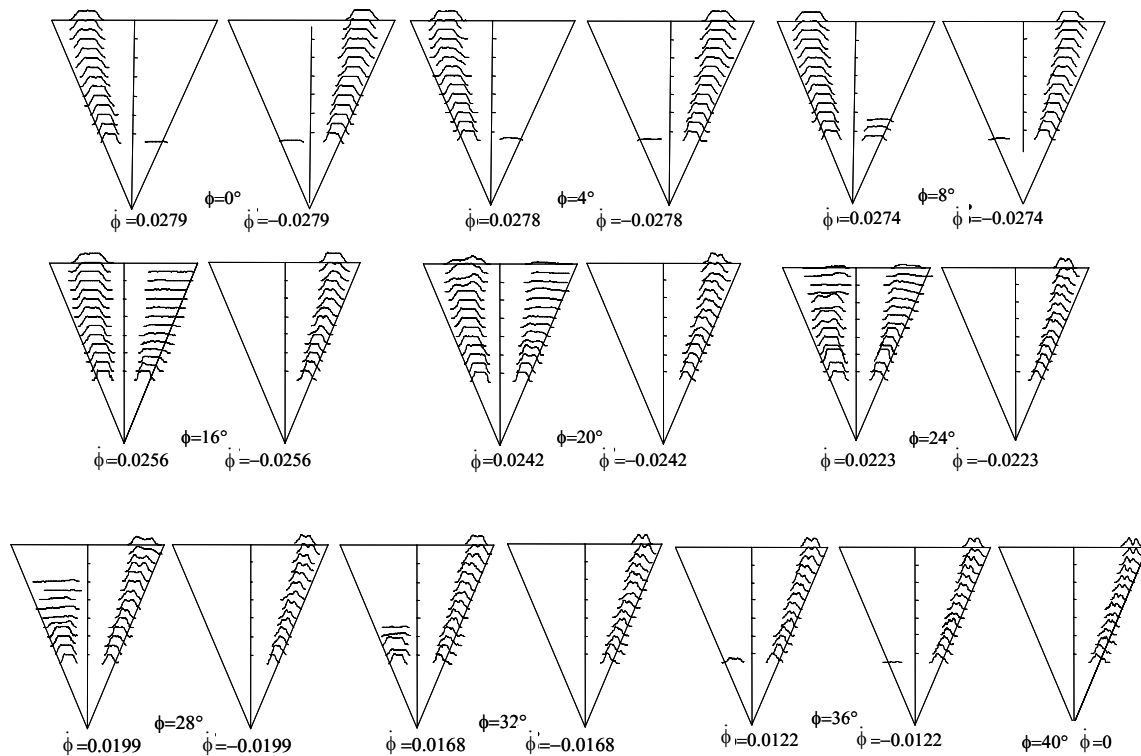 ϕ=0°
ϕ̇=0.0279 ϕ̇=−0.0279
ϕ=4°
ϕ̇=0.0278 ϕ̇=−0.0278
ϕ=8°
ϕ̇=0.0274 ϕ̇=−0.0274
ϕ=16°
ϕ̇=0.0256 ϕ̇=−0.0256
ϕ=20°
ϕ̇=0.0242 ϕ̇=−0.0242
ϕ=24°
ϕ̇=0.0223 ϕ̇=−0.0223
ϕ=28°
ϕ̇=0.0199 ϕ̇=−0.0199
ϕ=32°
ϕ̇=0.0168 ϕ̇=−0.0168
ϕ=36°
ϕ̇=0.0122 ϕ̇=−0.0122
ϕ=40° ϕ̇=0